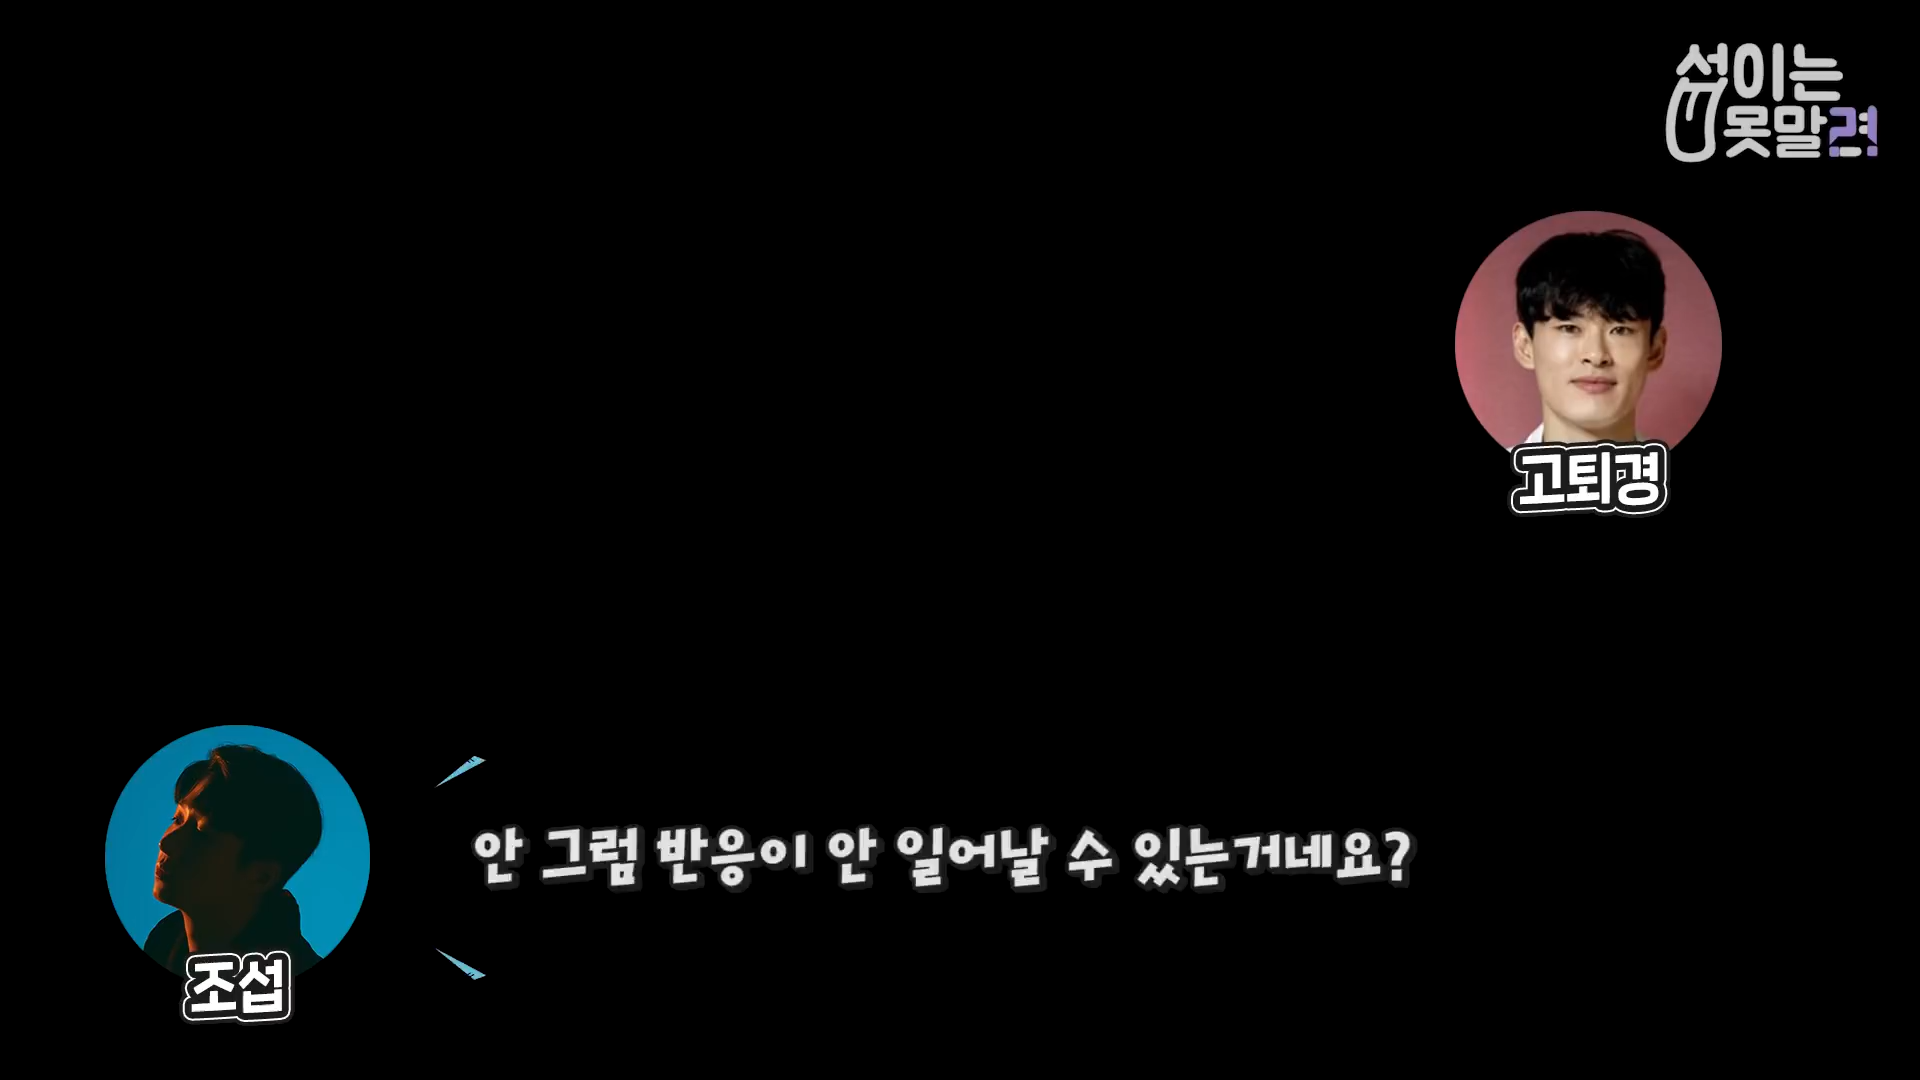 섭이는
못말려!
고퇴경
안 그럼 반응이 안 일어날 수 있는거네요?
조섭